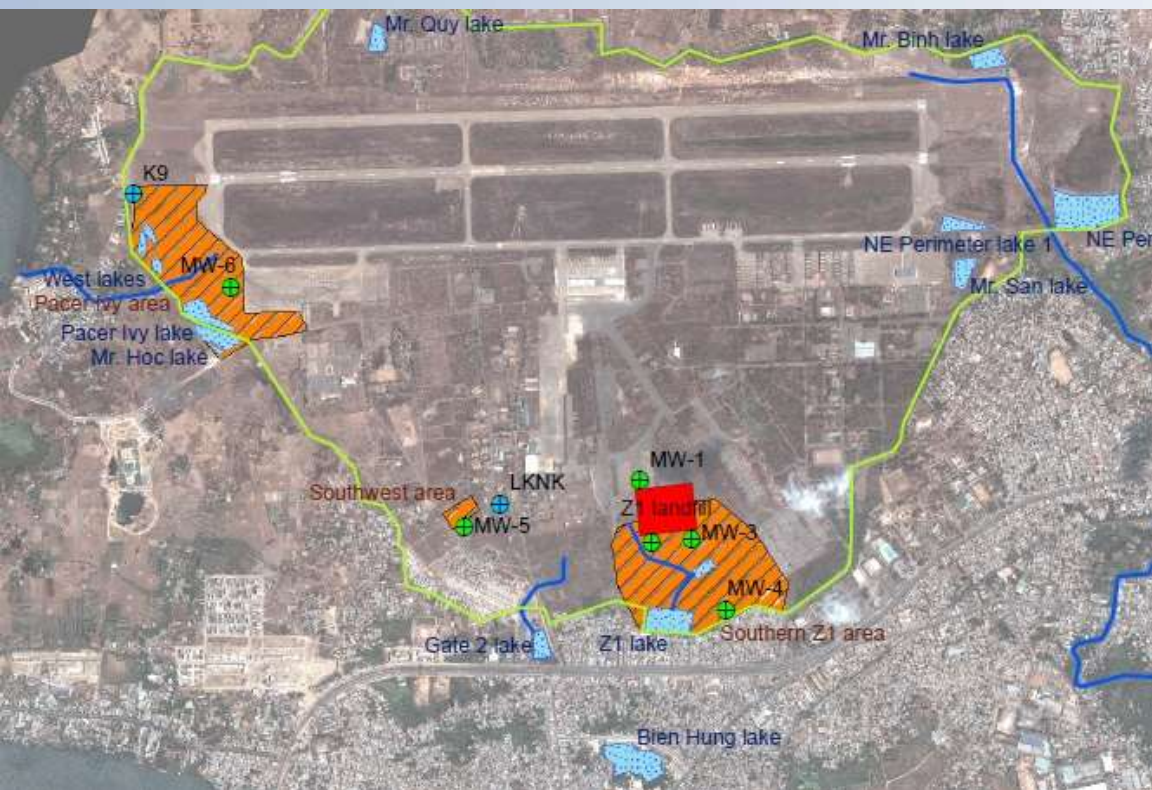 Mr. Quy lake
Mr. Binh lake
K9
NE Perimeter lake 1
NE Per
MW-6
West lakes
Mr. San lake
Pacer Ivy area
Pacer Ivy lake
Mr. Hoc lake
MW-1
Southwest area
LKNK
Z1 landfill
MW-5
MW-3
MW-4
Southern Z1 area
Gate 2 lake
Z1 lake
Bien Hung lake